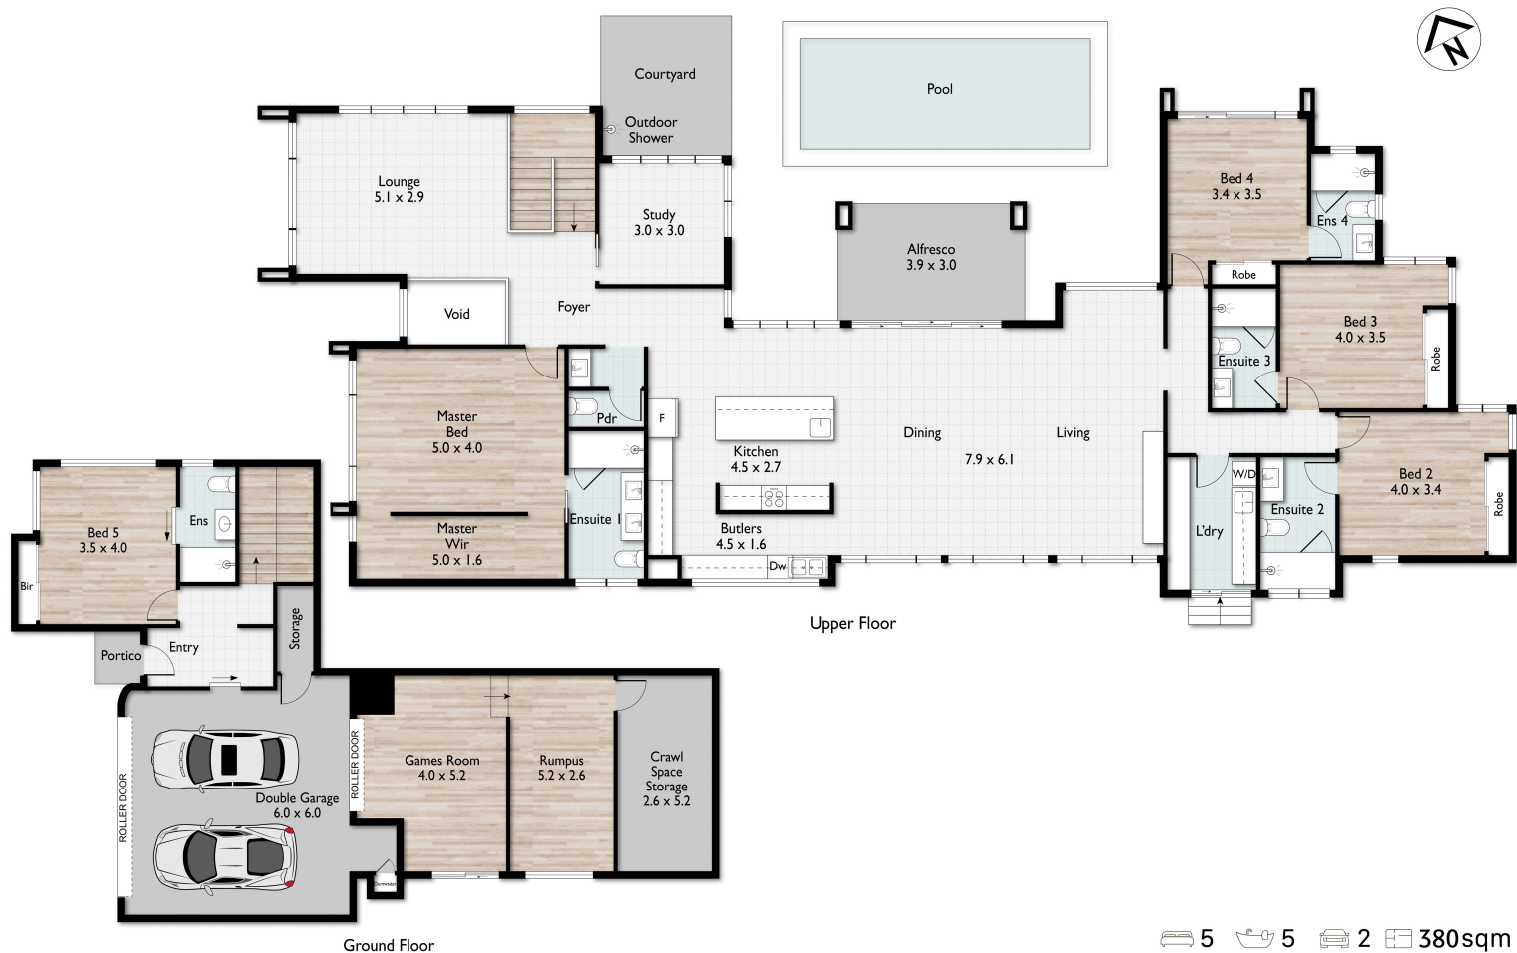 N
Courtyard
Outdoor
Shower
Pool
Lounge
5.1 x 2.9
Study
3.0 x 3.0
Alfresco
3.9 x 3.0
Bed 4
3.4 x 3.5
Ens 4
Robe
Void
Foyer
Bed 3
4.0 x 3.5
Robe
Ensuite 3
Master
Bed
5.0 x 4.0
Pdr
F
Kitchen
4.5 x 2.7
Dining
Living
7.9 x 6.1
Bed 2
4.0 x 3.4
Robe
W/D
Ensuite 2
L'dry
Master
Wir
5.0 x 1.6
Ensuite 1
Butlers
4.5 x 1.6
Dw
Upper Floor
Bed 5
3.5 x 4.0
Ens
Bir
Storage
Entry
Portico
ROLLER DOOR
Double Garage
6.0 x 6.0
ROLLER DOOR
Games Room
4.0 x 5.2
Rumpus
5.2 x 2.6
Crawl
Space
Storage
2.6 x 5.2
Dumwaiter
Ground Floor
5 5 2 380sqm